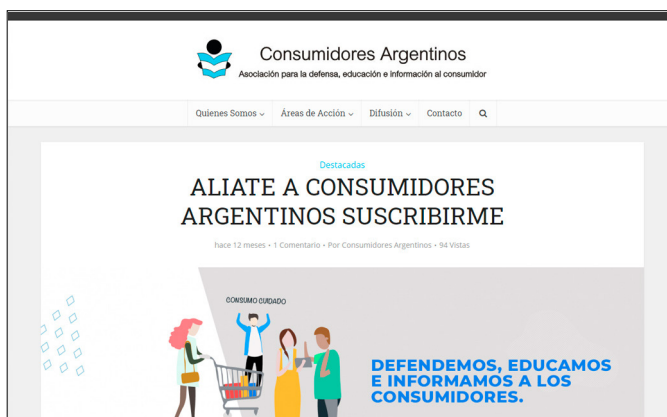 Consumidores Argentinos
Asociación para la defensa, educación e información al consumidor
Quienes Somos Áreas de Acción Difusión Contacto
Destacadas
ALIATE A CONSUMIDORES
ARGENTINOS SUSCRIBIRME
hace 12 meses • 1 Comentario • Por Consumidores Argentinos • 94 Vistas
CONSUMO CUIDADO
DEFENDEMOS, EDUCAMOS
E INFORMAMOS A LOS
CONSUMIDORES.